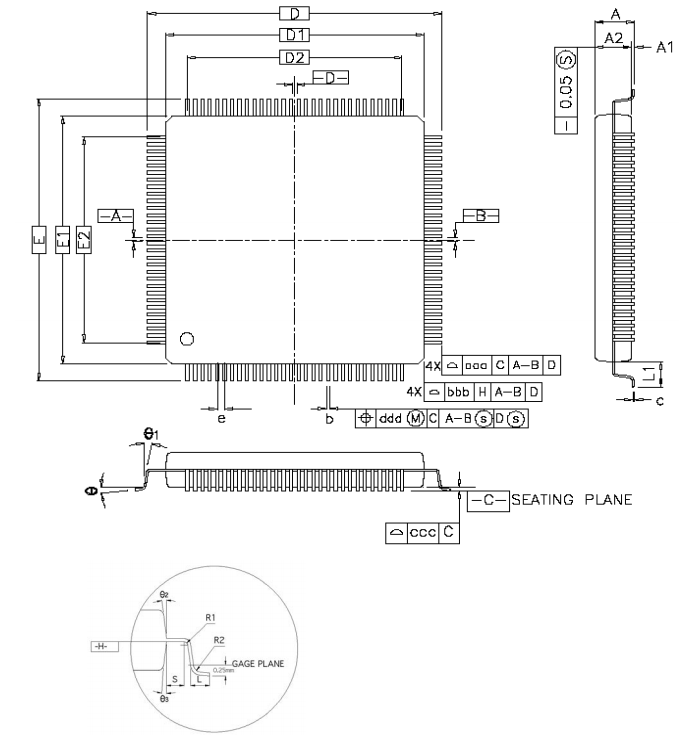 D
A
D1
A2
A1
D2
-D-
- 0.05 Ⓢ
-A-
-B-
E
E1
E2
4X ⌓ aaa C A-B D
L1
4X ⌓ bbb H A-B D
e
b
⌖ ddd Ⓜ C A-B Ⓢ D Ⓢ
c
θ1
θ
-C- SEATING PLANE
⌓ ccc C
θ2
R1
-H-
R2
GAGE PLANE
0.25mm
S
L
θ3